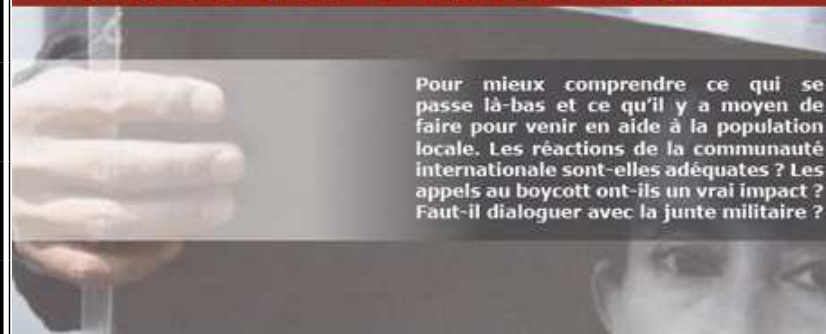 Pour mieux comprendre ce qui se
passe là-bas et ce qu'il y a moyen de
faire pour venir en aide à la population
locale. Les réactions de la communauté
internationale sont-elles adéquates ? Les
appels au boycott ont-ils un vrai impact ?
Faut-il dialoguer avec la junte militaire ?